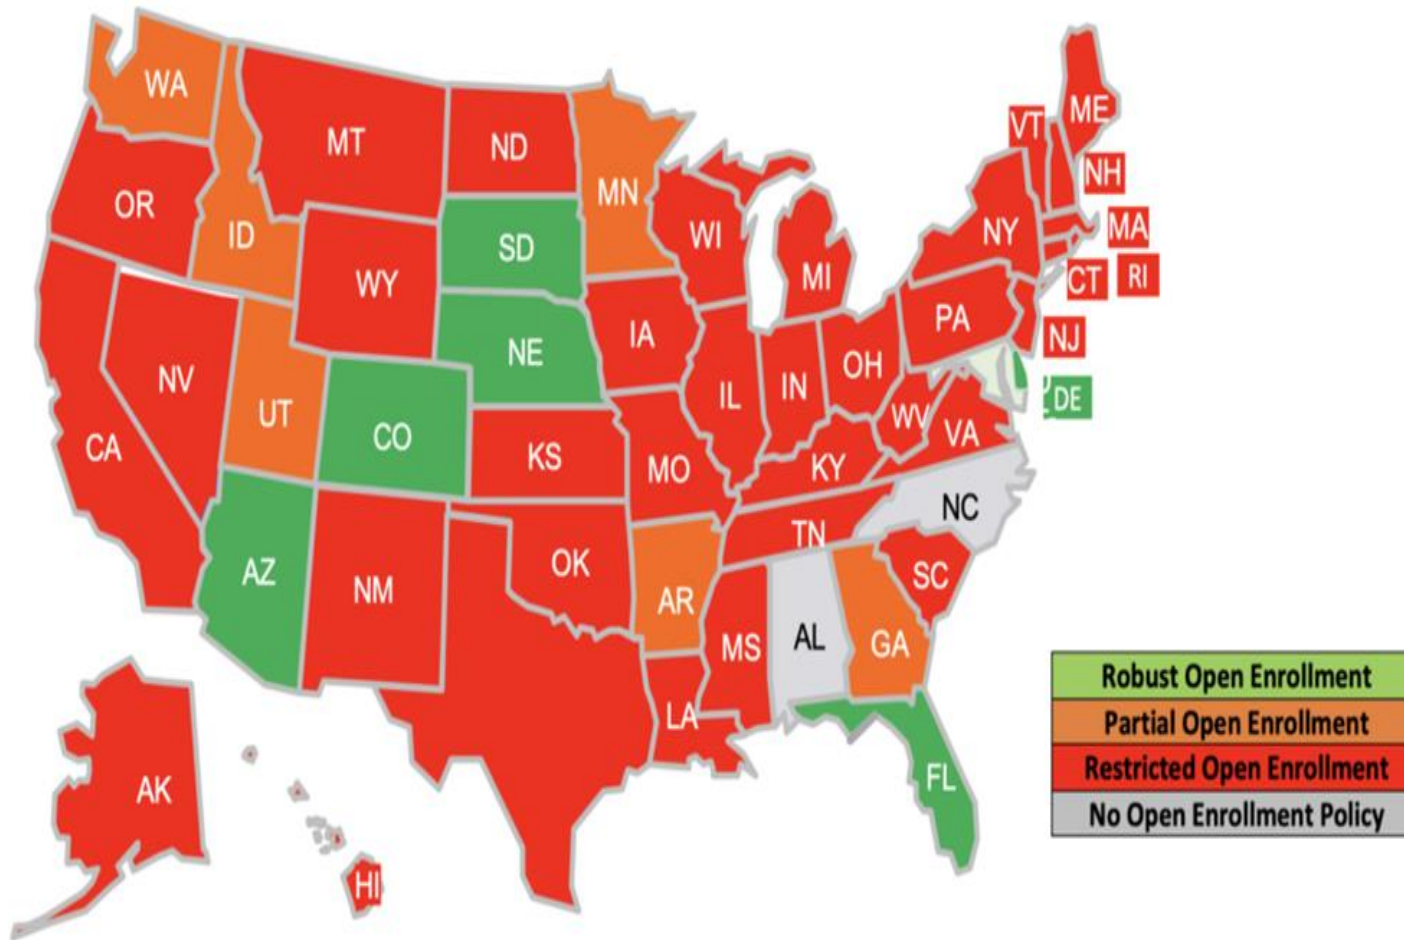 WA
MT
ND
MN
OR
ID
SD
WY
WI
MI
NY
VT
ME
NH
MA
CT
RI
NV
UT
CO
NE
IA
IL
IN
OH
PA
NJ
DE
CA
KS
MO
KY
WV
VA
NC
TN
AZ
NM
OK
AR
SC
MS
AL
GA
LA
FL
AK
HI
Robust Open Enrollment
Partial Open Enrollment
Restricted Open Enrollment
No Open Enrollment Policy